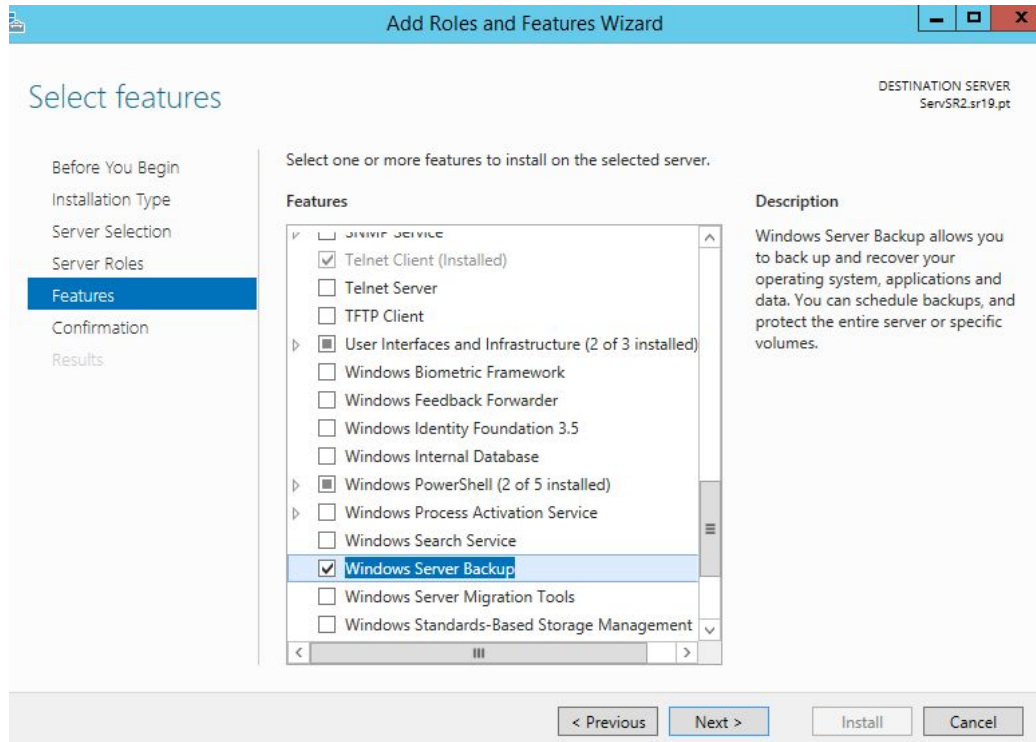 Add Roles and Features Wizard
Select features
DESTINATION SERVER
ServSR2.sr19.pt
Before You Begin
Installation Type
Server Selection
Server Roles
Features
Confirmation
Results
Select one or more features to install on the selected server.
Features
SNMP Service
Telnet Client (Installed)
Telnet Server
TFTP Client
User Interfaces and Infrastructure (2 of 3 installed)
Windows Biometric Framework
Windows Feedback Forwarder
Windows Identity Foundation 3.5
Windows Internal Database
Windows PowerShell (2 of 5 installed)
Windows Process Activation Service
Windows Search Service
Windows Server Backup
Windows Server Migration Tools
Windows Standards-Based Storage Management
Description
Windows Server Backup allows you
to back up and recover your
operating system, applications and
data. You can schedule backups, and
protect the entire server or specific
volumes.
< Previous
Next >
Install
Cancel